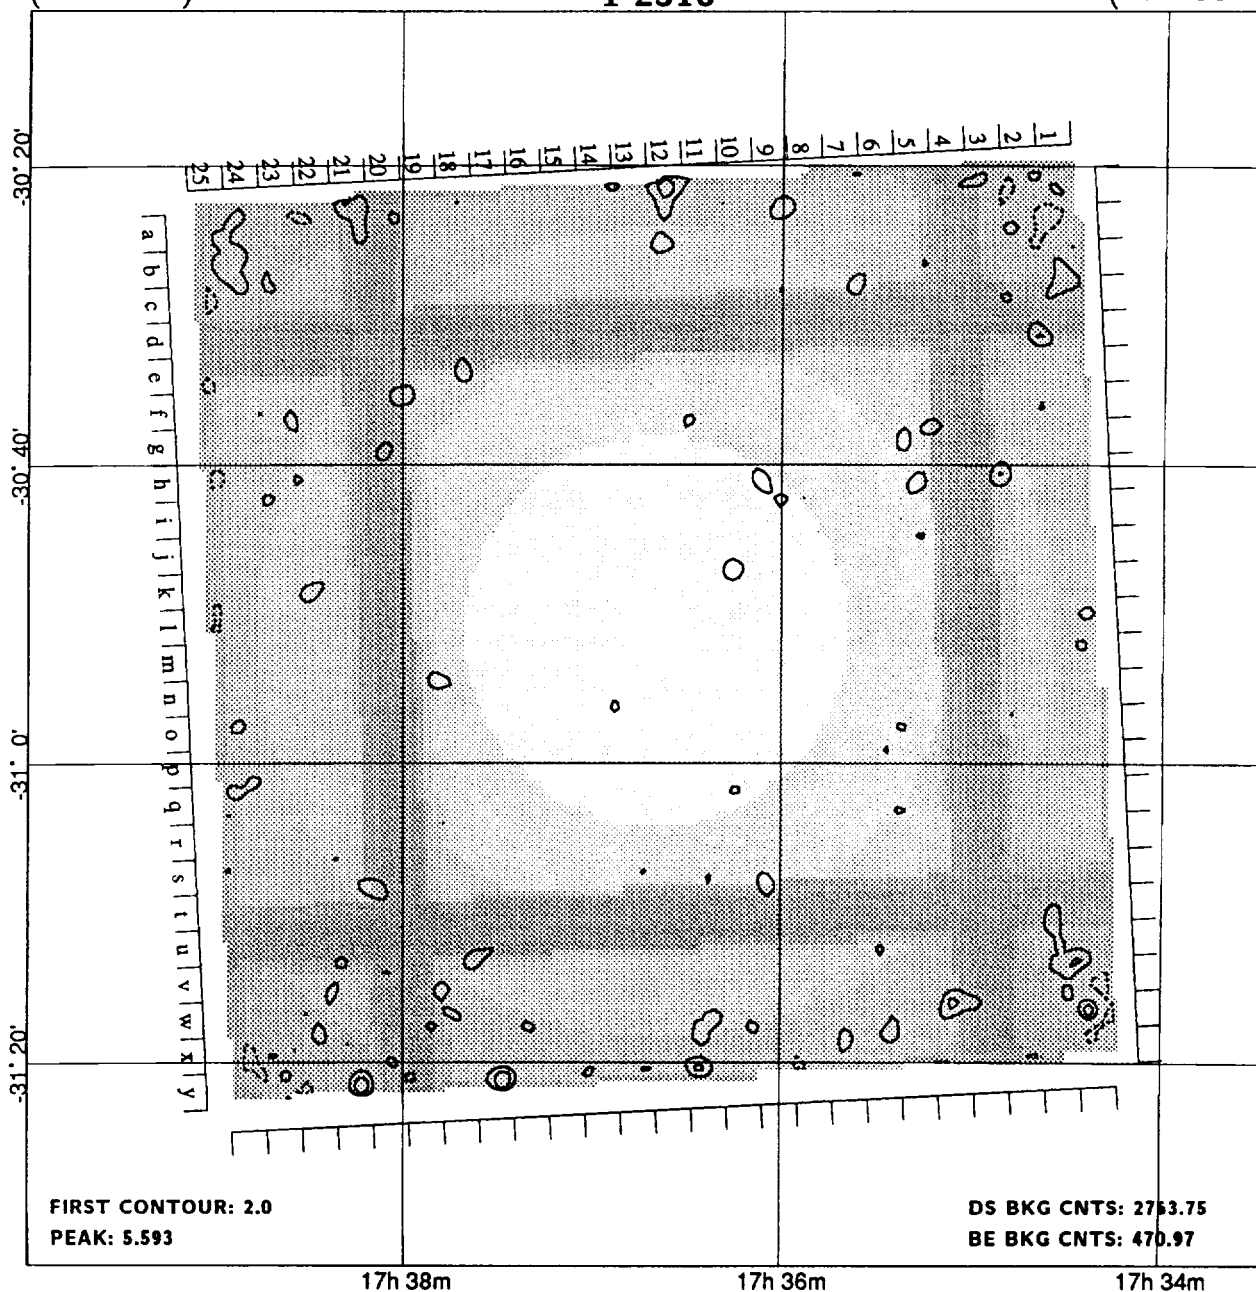 25 24 23 22 21 20 19 18 17 16 15 14 13 12 11 10 9 8 7 6 5 4 3 2 1
-30° 20'
a
b
c
d
e
f
g
-30° 40'
h
i
j
k
l
m
n
o
-31° 0'
p
q
r
s
t
u
v
w
-31° 20'
x
y
FIRST CONTOUR: 2.0
DS BKG CNTS: 2763.75
PEAK: 5.593
BE BKG CNTS: 470.97
17h 38m 17h 36m 17h 34m